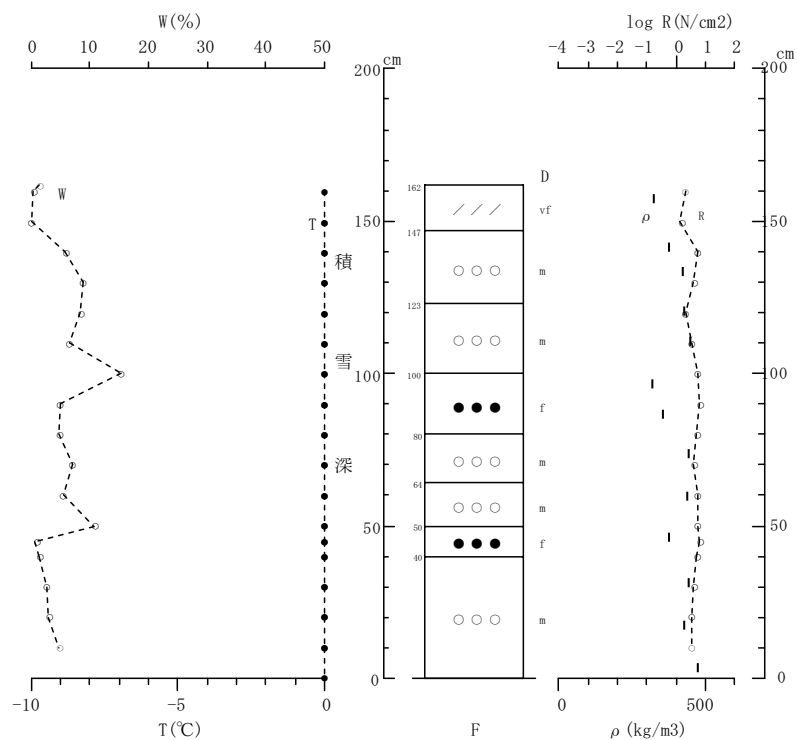 W(%)
log R(N/cm2)
0 10 20 30 40 50
-4 -3 -2 -1 0 1 2
200 cm
200 cm
D
162
W
vf
ρ R
T 150
150
147
積
m
123
m
雪
100
100
100
f
80
深
m
64
m
50
50
50
f
40
m
0
0
-10 -5 0
0 500
T(℃)
F
ρ (kg/m3)